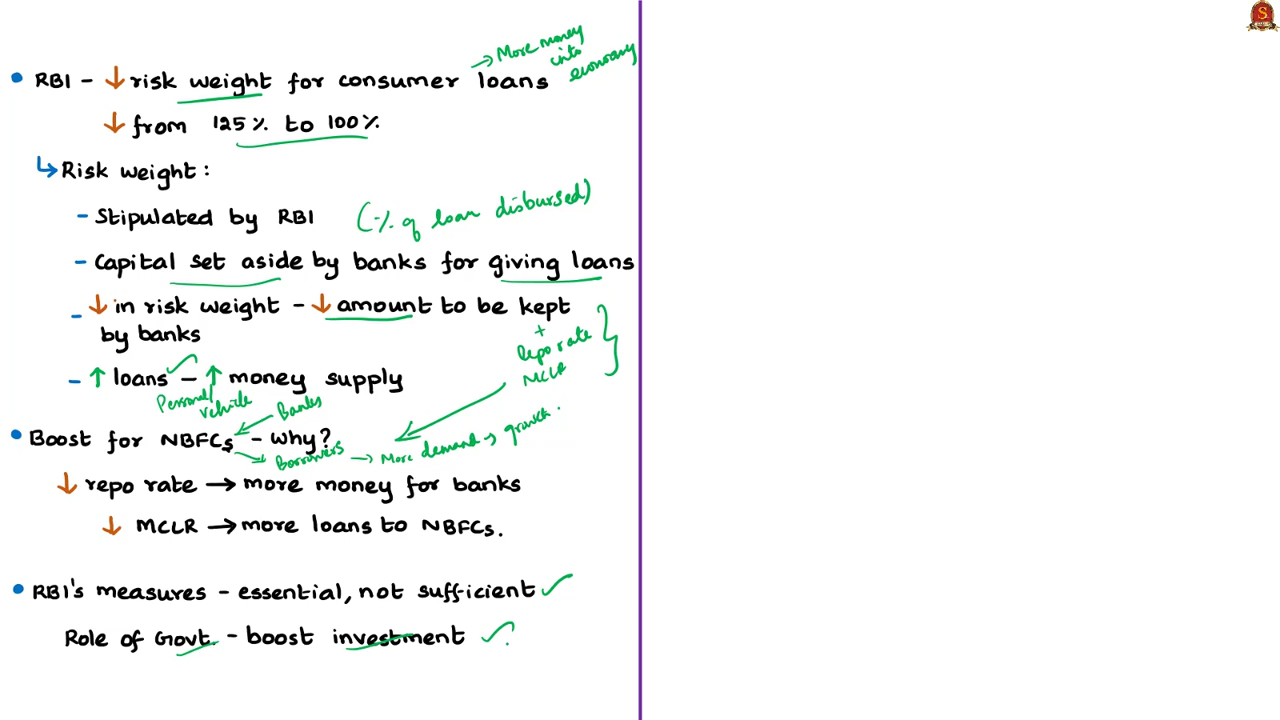 → More money
into
economy
• RBI - ↓ risk weight for consumer loans
↓ from 125% to 100%
↳ Risk weight:
- Stipulated by RBI (% of loan disbursed)
- Capital set aside by banks for giving loans
- ↓ in risk weight - ↓ amount to be kept
by banks
+
Repo rate
MCLR
- ↑ loans - ↑ money supply
Personal/
vehicle
Banks
• Boost for NBFCs - Why?
Borrowers → More demand → growth.
↓ repo rate → more money for banks
↓ MCLR → more loans to NBFCs.
• RBI's measures - essential, not sufficient ✓
Role of Govt. - boost investment ✓
S